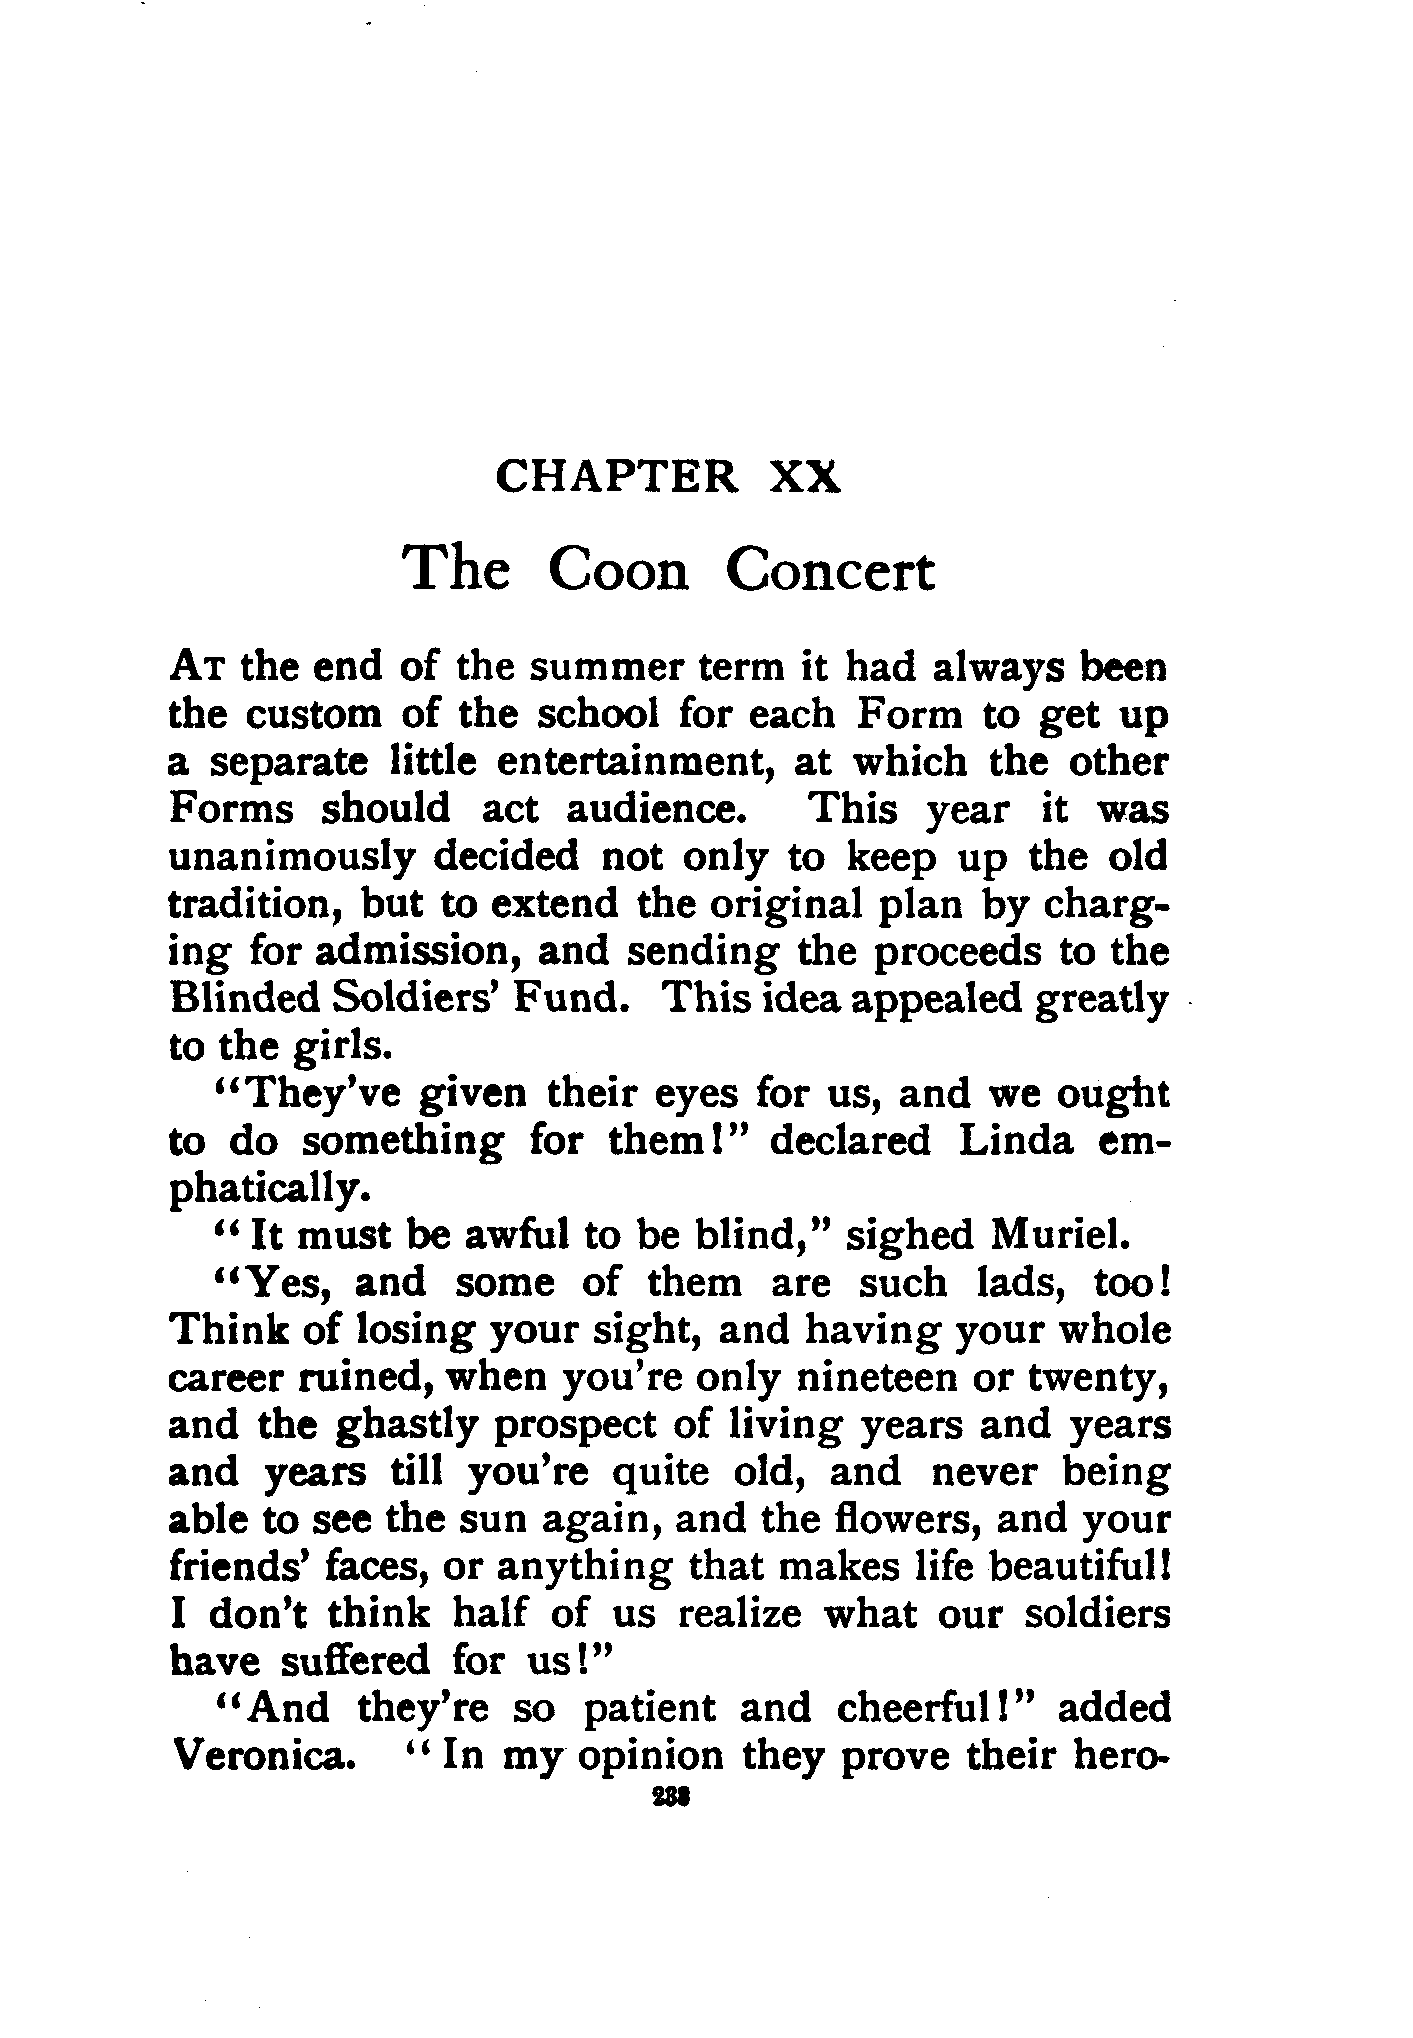 CHAPTER XX
The Coon Concert
AT the end of the summer term it had always been
the custom of the school for each Form to get up
a separate little entertainment, at which the other
Forms should act audience. This year it was
unanimously decided not only to keep up the old
tradition, but to extend the original plan by charg-
ing for admission, and sending the proceeds to the
Blinded Soldiers' Fund. This idea appealed greatly
to the girls.
"They've given their eyes for us, and we ought
to do something for them!" declared Linda em-
phatically.
"It must be awful to be blind," sighed Muriel.
"Yes, and some of them are such lads, too!
Think of losing your sight, and having your whole
career ruined, when you're only nineteen or twenty,
and the ghastly prospect of living years and years
and years till you're quite old, and never being
able to see the sun again, and the flowers, and your
friends' faces, or anything that makes life beautiful!
I don't think half of us realize what our soldiers
have suffered for us!"
"And they're so patient and cheerful!" added
Veronica. "In my opinion they prove their hero-